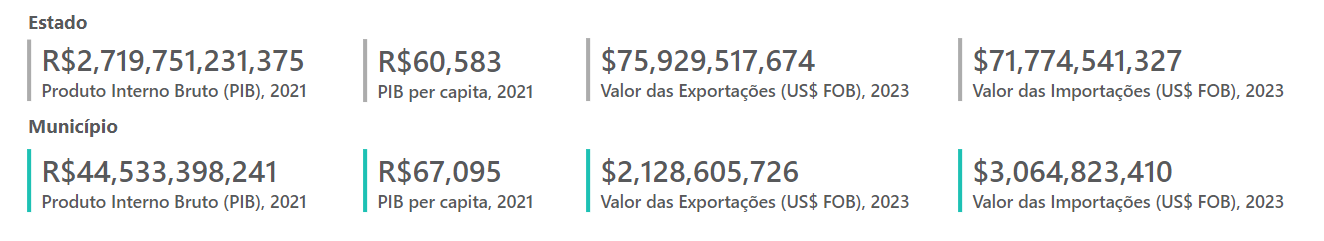 Estado
R$2,719,751,231,375
Produto Interno Bruto (PIB), 2021
R$60,583
PIB per capita, 2021
$75,929,517,674
Valor das Exportações (US$ FOB), 2023
$71,774,541,327
Valor das Importações (US$ FOB), 2023
Município
R$44,533,398,241
Produto Interno Bruto (PIB), 2021
R$67,095
PIB per capita, 2021
$2,128,605,726
Valor das Exportações (US$ FOB), 2023
$3,064,823,410
Valor das Importações (US$ FOB), 2023